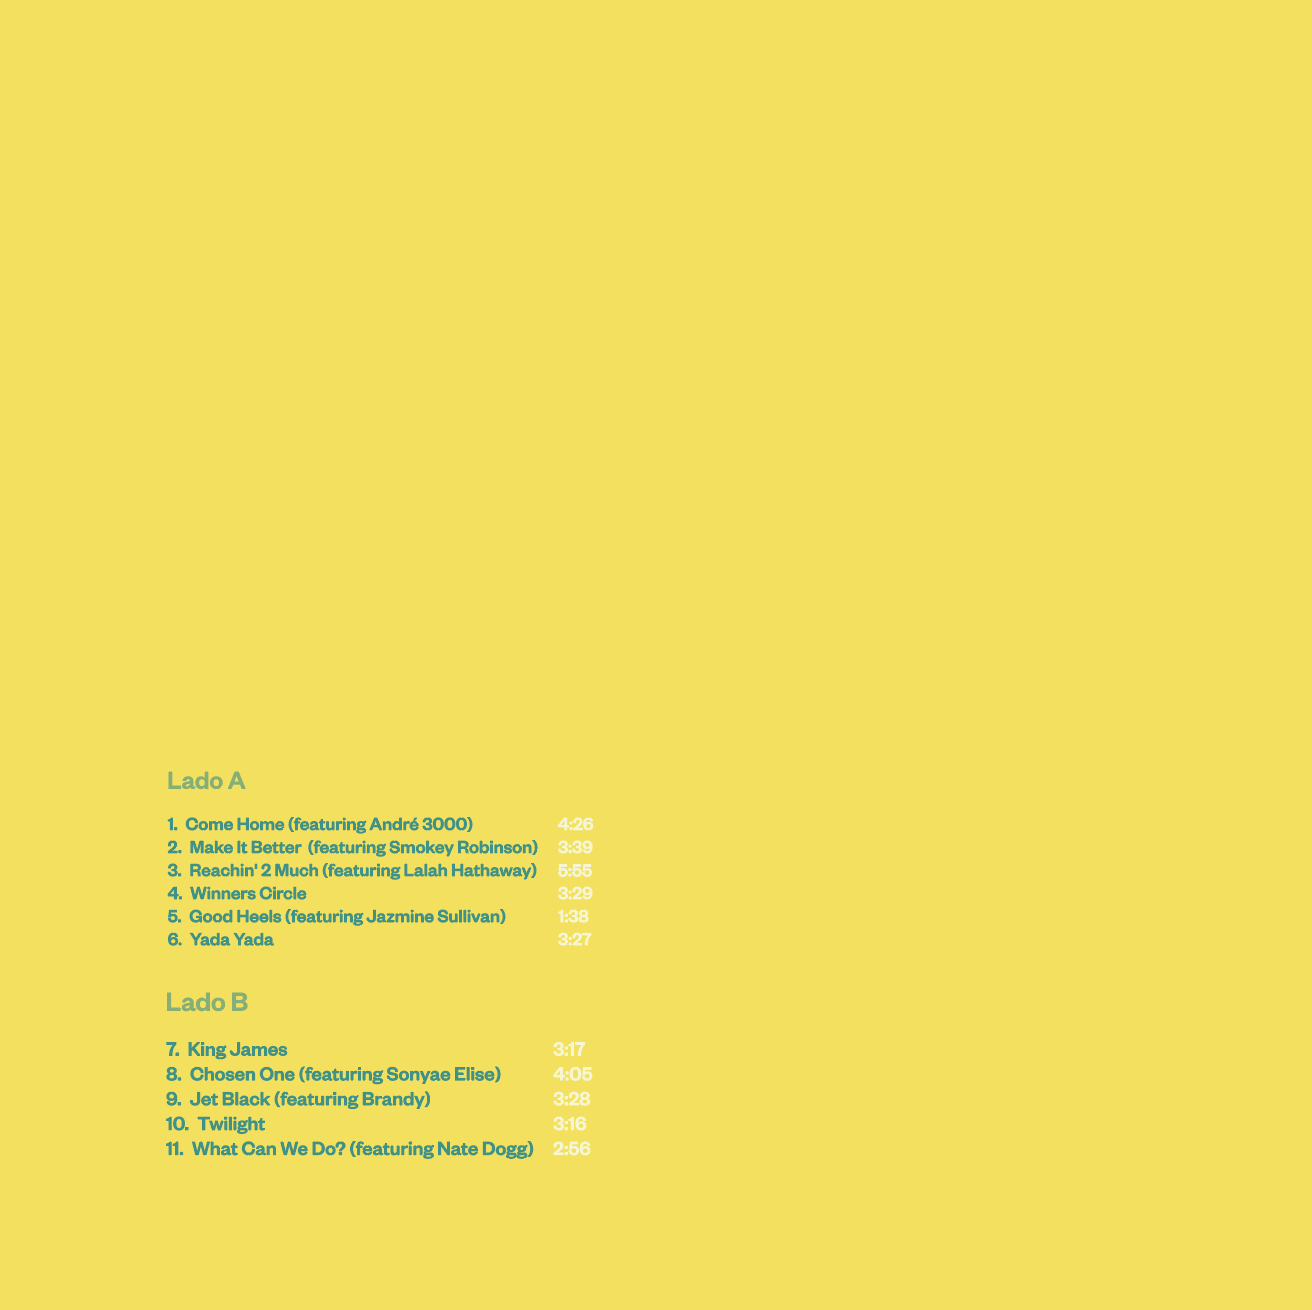 Lado A
1. Come Home (featuring André 3000) 4:26
2. Make It Better (featuring Smokey Robinson) 3:39
3. Reachin' 2 Much (featuring Lalah Hathaway) 5:55
4. Winners Circle 3:29
5. Good Heels (featuring Jazmine Sullivan) 1:38
6. Yada Yada 3:27
Lado B
7. King James 3:17
8. Chosen One (featuring Sonyae Elise) 4:05
9. Jet Black (featuring Brandy) 3:28
10. Twilight 3:16
11. What Can We Do? (featuring Nate Dogg) 2:56